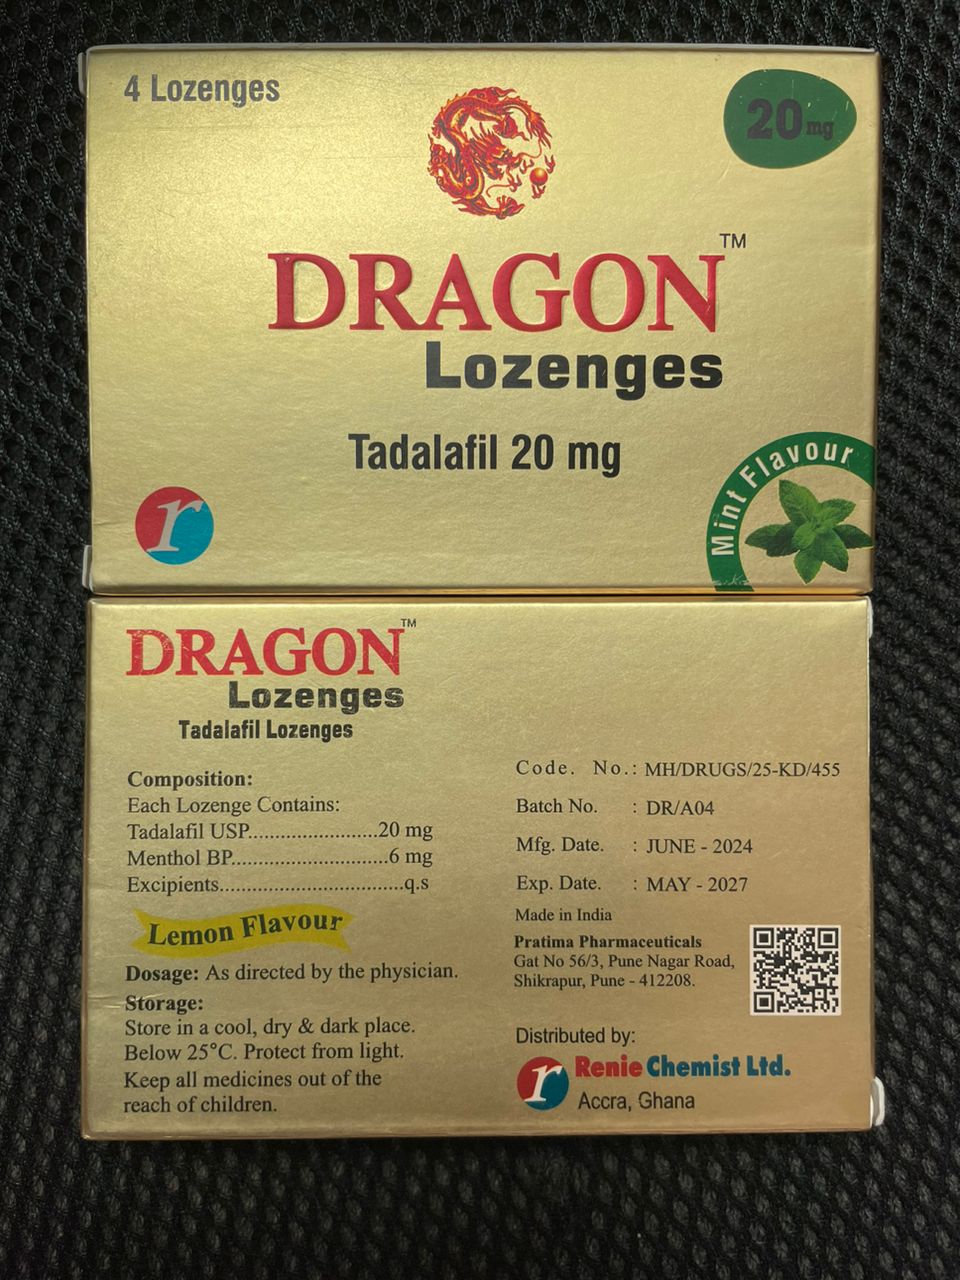 4 Lozenges
20mg
DRAGON™
Lozenges
Tadalafil 20 mg
Mint Flavour
r
DRAGON™
Lozenges
Tadalafil Lozenges
Composition:
Each Lozenge Contains:
Tadalafil USP........................20 mg
Menthol BP.............................6 mg
Excipients..................................q.s
Lemon Flavour
Dosage: As directed by the physician.
Storage:
Store in a cool, dry & dark place.
Below 25°C. Protect from light.
Keep all medicines out of the
reach of children.
Code. No.: MH/DRUGS/25-KD/455
Batch No. : DR/A04
Mfg. Date. : JUNE - 2024
Exp. Date. : MAY - 2027
Made in India
Pratima Pharmaceuticals
Gat No 56/3, Pune Nagar Road,
Shikrapur, Pune - 412208.
Distributed by:
r Renie Chemist Ltd.
Accra, Ghana